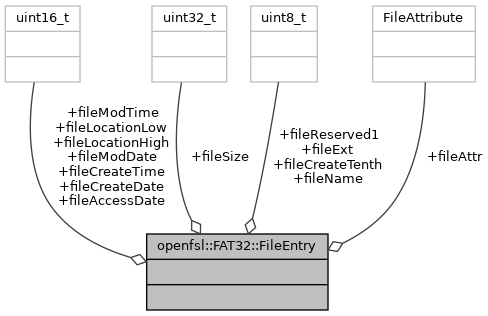 uint16_t
uint32_t
uint8_t
FileAttribute
+fileModTime
+fileLocationLow
+fileLocationHigh
+fileModDate
+fileCreateTime
+fileCreateDate
+fileAccessDate
+fileSize
+fileReserved1
+fileExt
+fileCreateTenth
+fileName
+fileAttr
openfsl::FAT32::FileEntry